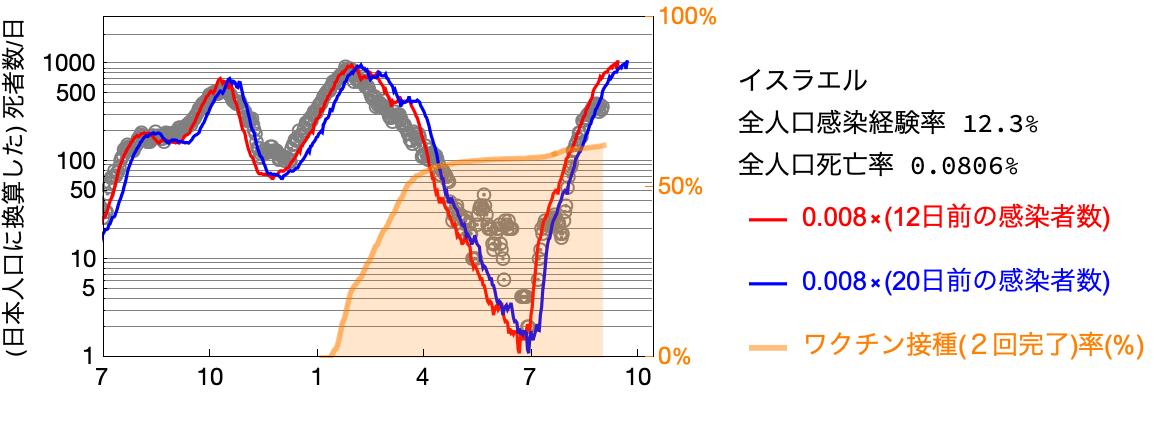 (日本人口に換算した) 死者数/日
1000
500
100
50
10
5
1
7
10
1
4
7
10
100%
50%
0%
イスラエル
全人口感染経験率 12.3%
全人口死亡率 0.0806%
0.008×(12日前の感染者数)
0.008×(20日前の感染者数)
ワクチン接種(２回完了)率(%)